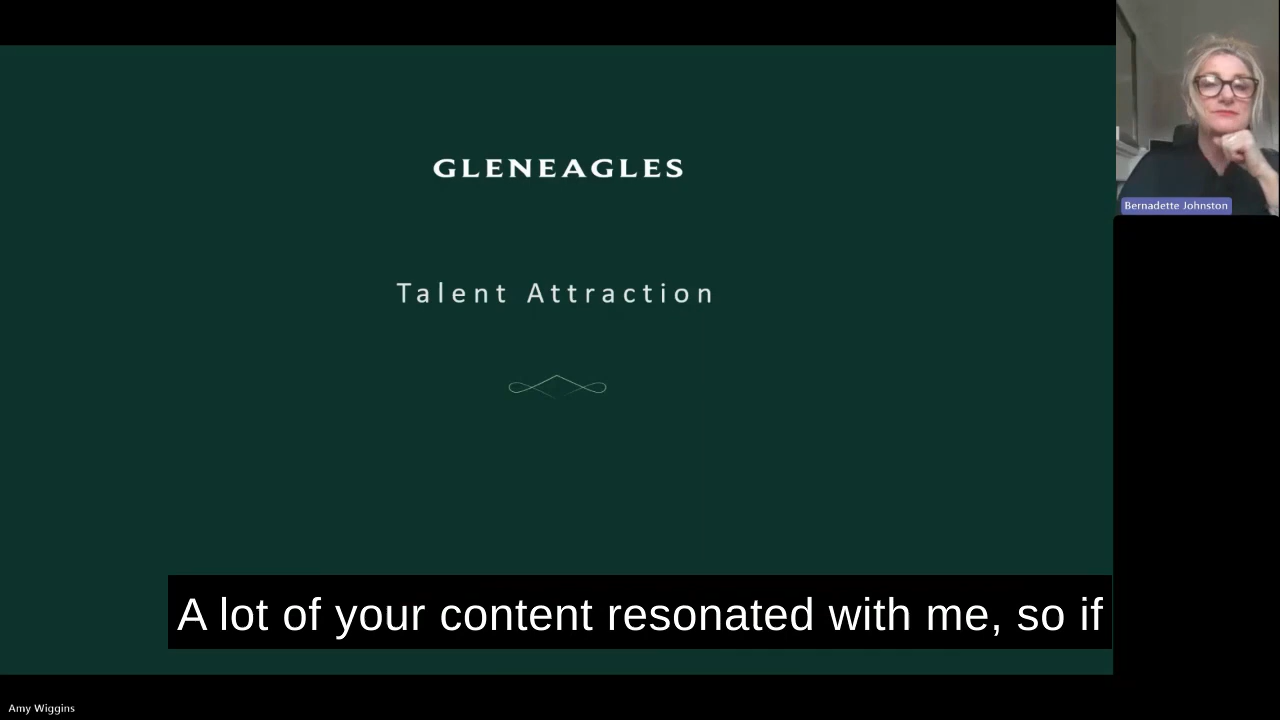 GLENEAGLES
Talent Attraction
Bernadette Johnston
A lot of your content resonated with me, so if
Amy Wiggins